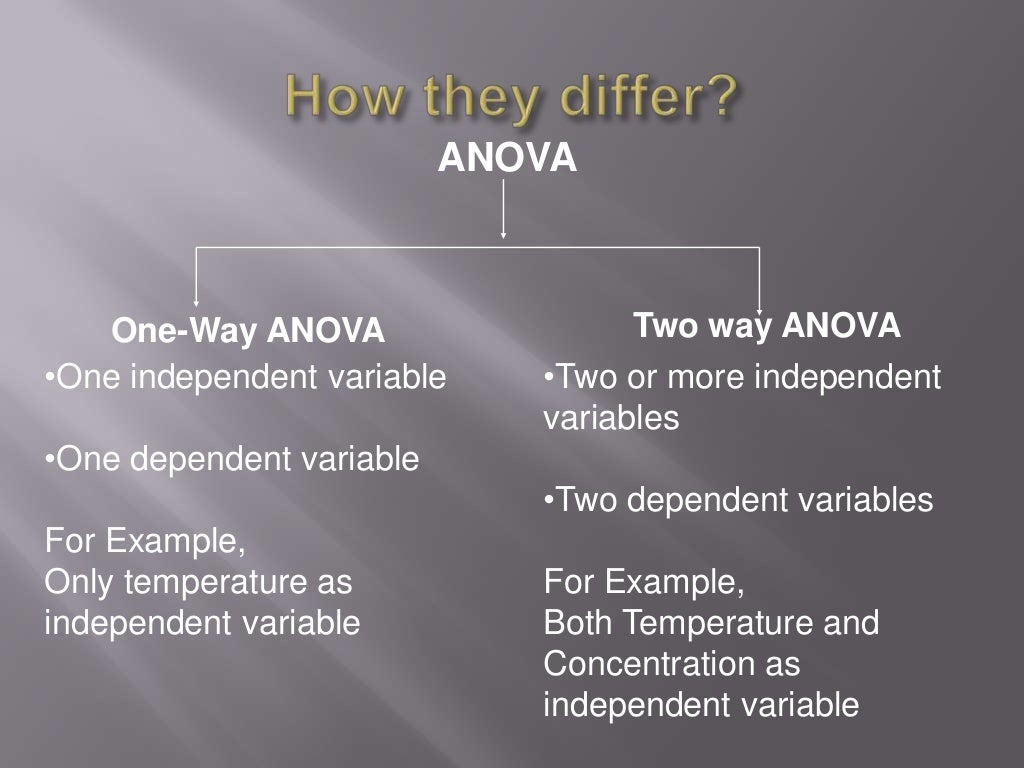 How they differ?
ANOVA
One-Way ANOVA
•One independent variable
•One dependent variable
For Example,
Only temperature as
independent variable
Two way ANOVA
•Two or more independent
variables
•Two dependent variables
For Example,
Both Temperature and
Concentration as
independent variable